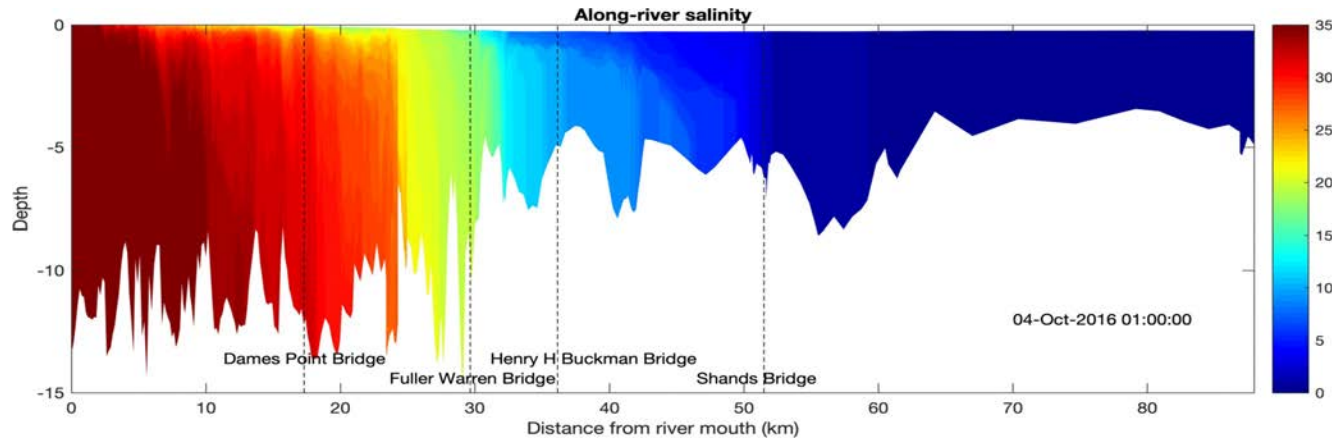 Along-river salinity
0
-5
-10
-15
Depth
35
30
25
20
15
10
5
0
04-Oct-2016 01:00:00
Dames Point Bridge
Henry H Buckman Bridge
Fuller Warren Bridge
Shands Bridge
0 10 20 30 40 50 60 70 80
Distance from river mouth (km)